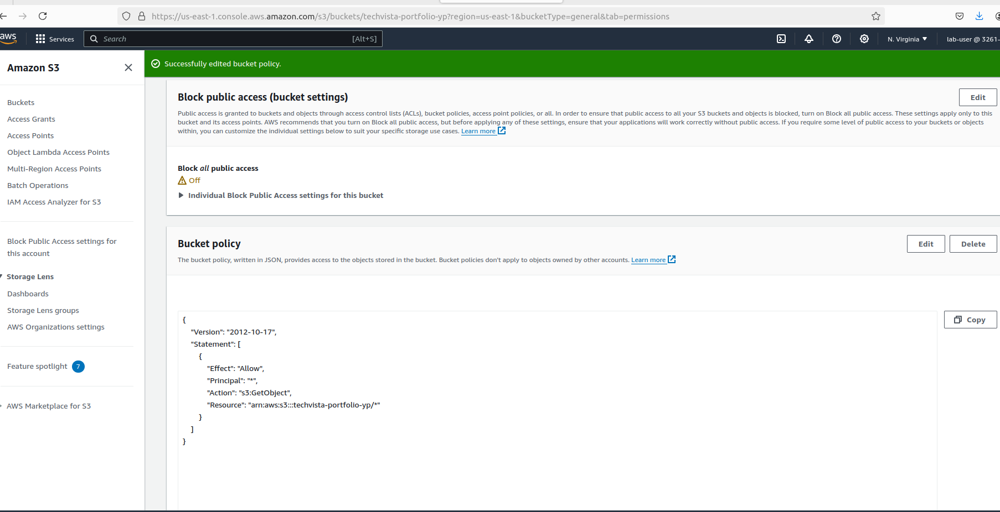 https://us-east-1.console.aws.amazon.com/s3/buckets/techvista-portfolio-yp?region=us-east-1&bucketType=general&tab=permissions
aws
Services
Search
[Alt+S]
N. Virginia
lab-user @ 3261-
Amazon S3
Successfully edited bucket policy.
Buckets
Access Grants
Access Points
Object Lambda Access Points
Multi-Region Access Points
Batch Operations
IAM Access Analyzer for S3
Block Public Access settings for
this account
Storage Lens
Dashboards
Storage Lens groups
AWS Organizations settings
Feature spotlight 7
AWS Marketplace for S3
Block public access (bucket settings)
Edit
Public access is granted to buckets and objects through access control lists (ACLs), bucket policies, access point policies, or all. In order to ensure that public access to all your S3 buckets and objects is blocked, turn on Block all public access. These settings apply only to this
bucket and its access points. AWS recommends that you turn on Block all public access, but before applying any of these settings, ensure that your applications will work correctly without public access. If you require some level of public access to your buckets or objects
within, you can customize the individual settings below to suit your specific storage use cases. Learn more
Block all public access
Off
Individual Block Public Access settings for this bucket
Bucket policy
Edit
Delete
The bucket policy, written in JSON, provides access to the objects stored in the bucket. Bucket policies don't apply to objects owned by other accounts. Learn more
Copy
{
"Version": "2012-10-17",
"Statement": [
{
"Effect": "Allow",
"Principal": "*",
"Action": "s3:GetObject",
"Resource": "arn:aws:s3:::techvista-portfolio-yp/*"
}
]
}